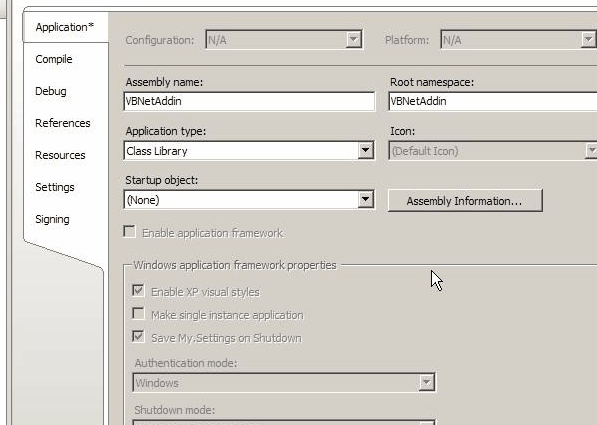 Application*
Compile
Debug
References
Resources
Settings
Signing
Configuration: N/A Platform: N/A
Assembly name: Root namespace:
VBNetAddin VBNetAddin
Application type: Icon:
Class Library (Default Icon)
Startup object:
(None) Assembly Information...
Enable application framework
Windows application framework properties
Enable XP visual styles
Make single instance application
Save My.Settings on Shutdown
Authentication mode:
Windows
Shutdown mode: